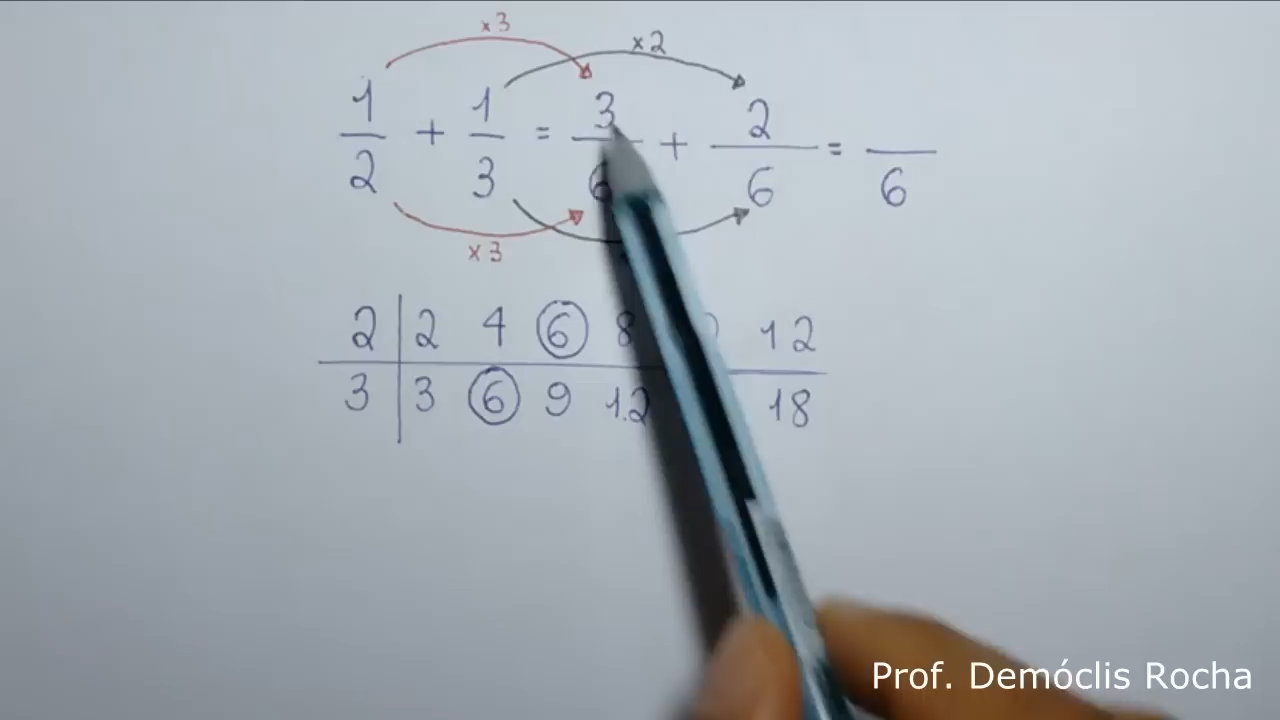 ×3 ×2
1/2 + 1/3 = 3/6 + 2/6 = /6
×3
2 | 2 4 6 8 12
3 | 3 6 9 12 18
Prof. Demóclis Rocha